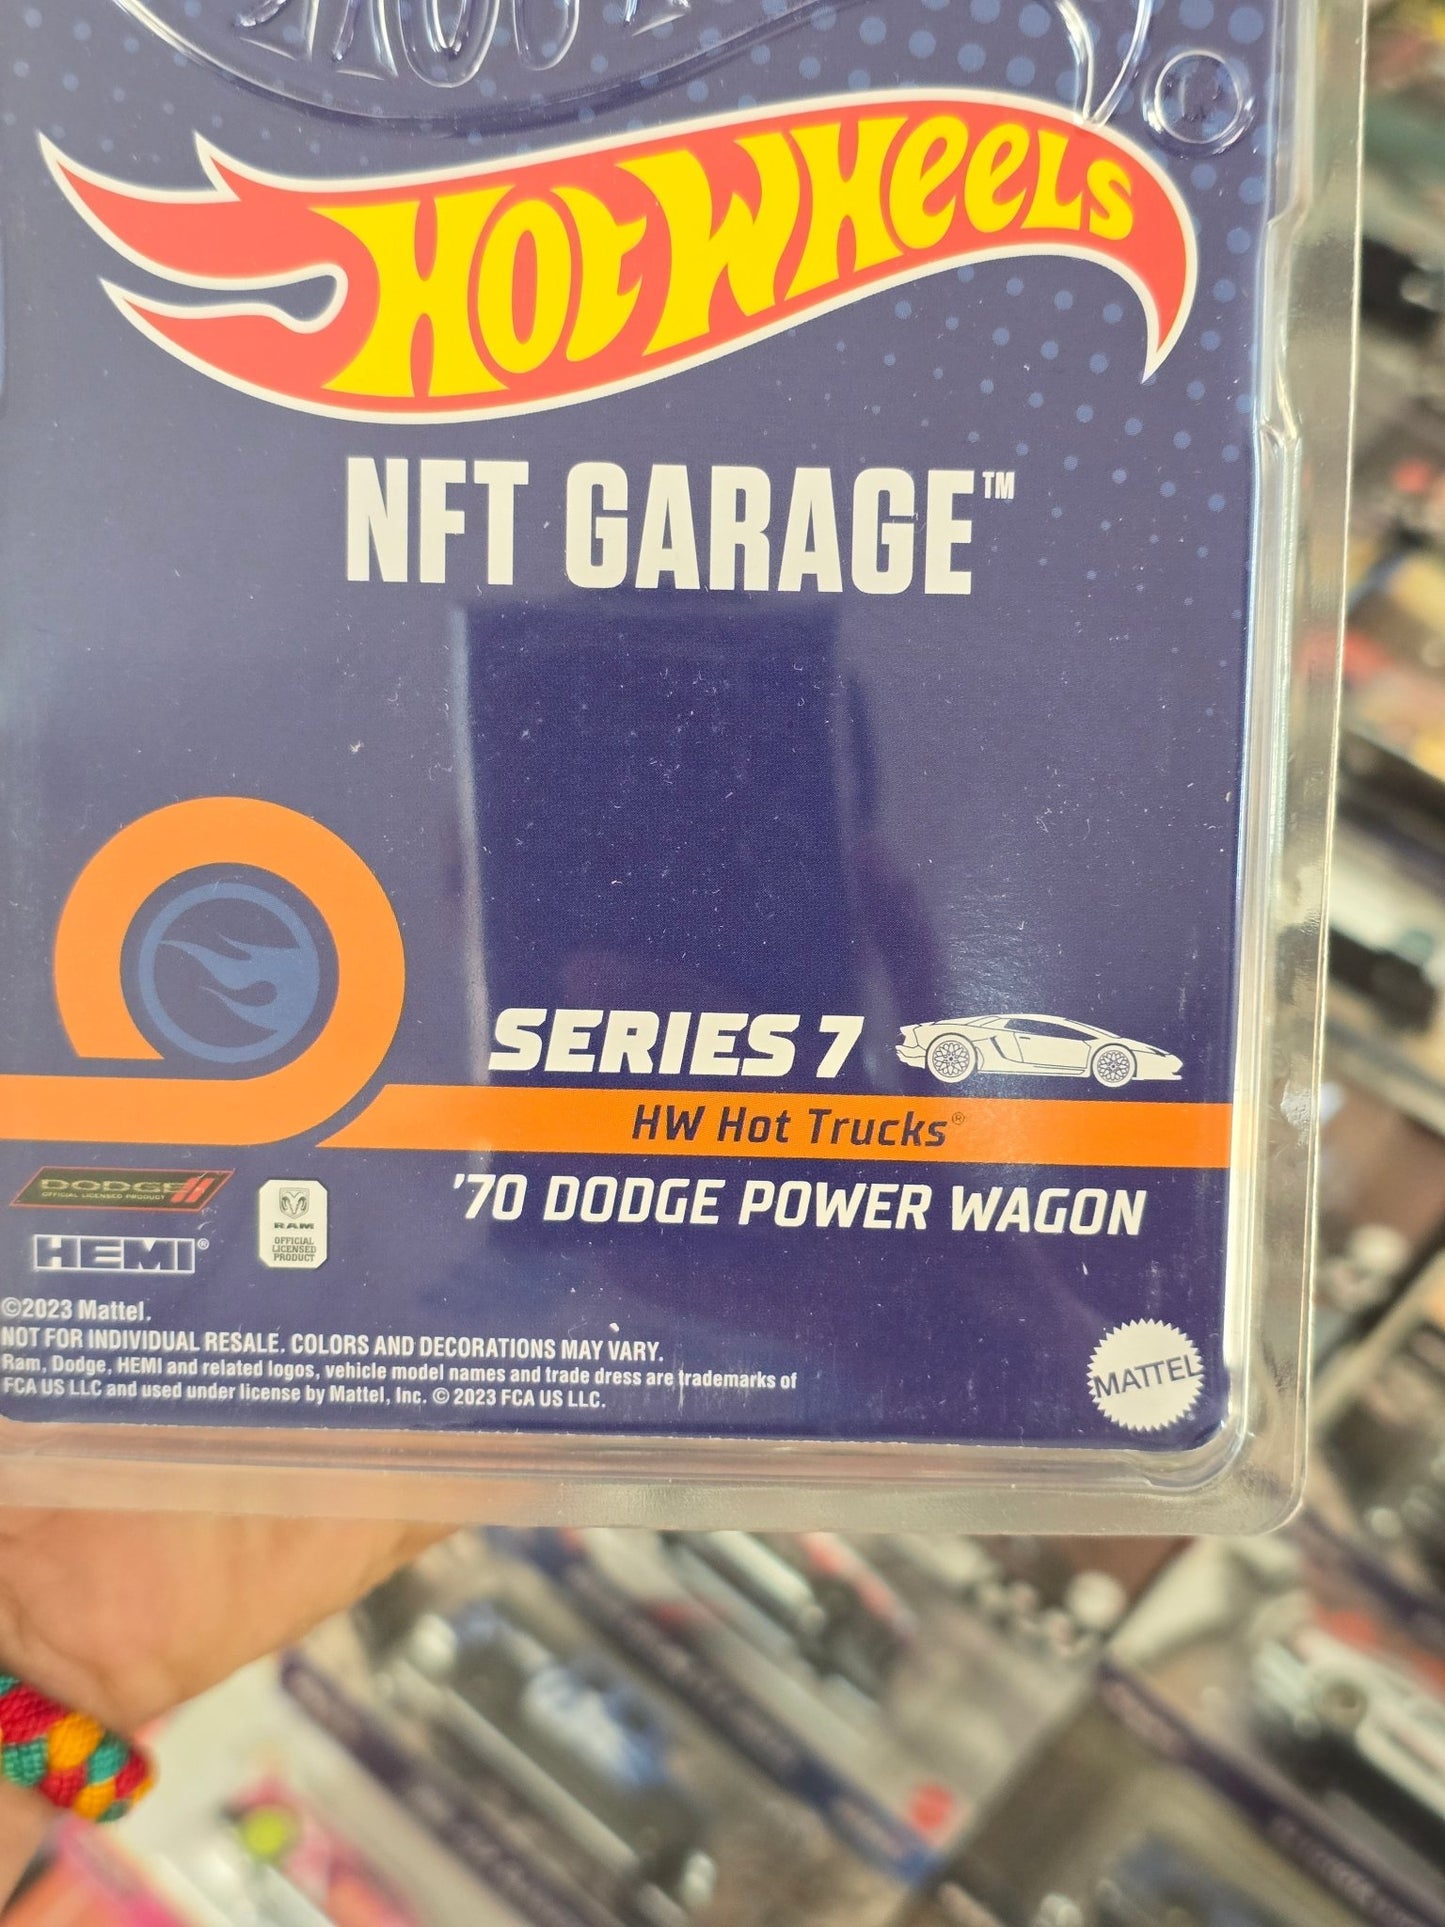 HOT WHEELS
NFT GARAGE™
SERIES 7
HW Hot Trucks®
'70 DODGE POWER WAGON
DODGE
OFFICIAL LICENSED PRODUCT
HEMI®
RAM
OFFICIAL
LICENSED
PRODUCT
©2023 Mattel.
NOT FOR INDIVIDUAL RESALE. COLORS AND DECORATIONS MAY VARY.
Ram, Dodge, HEMI and related logos, vehicle model names and trade dress are trademarks of
FCA US LLC and used under license by Mattel, Inc. © 2023 FCA US LLC.
MATTEL